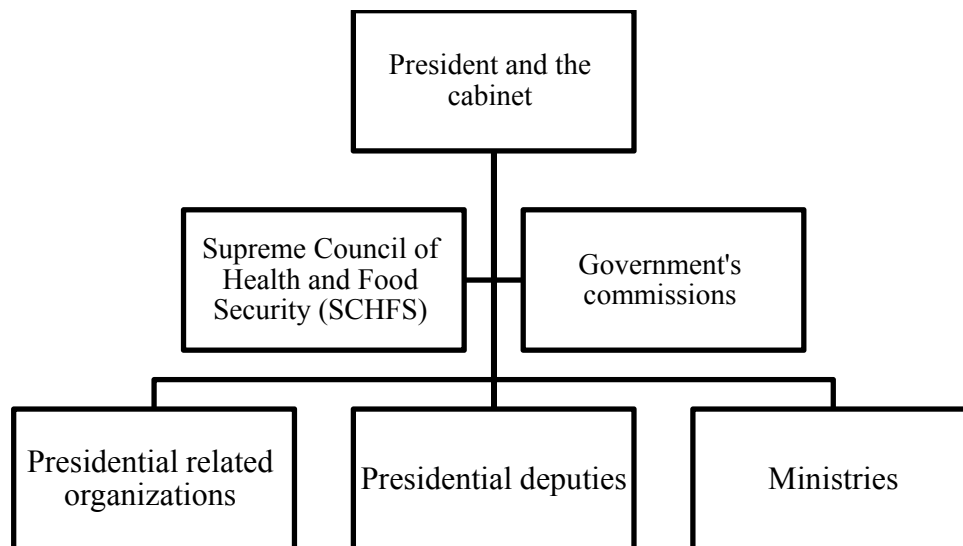 President and the
cabinet
Supreme Council of
Health and Food
Security (SCHFS)
Government's
commissions
Presidential related
organizations
Presidential deputies
Ministries